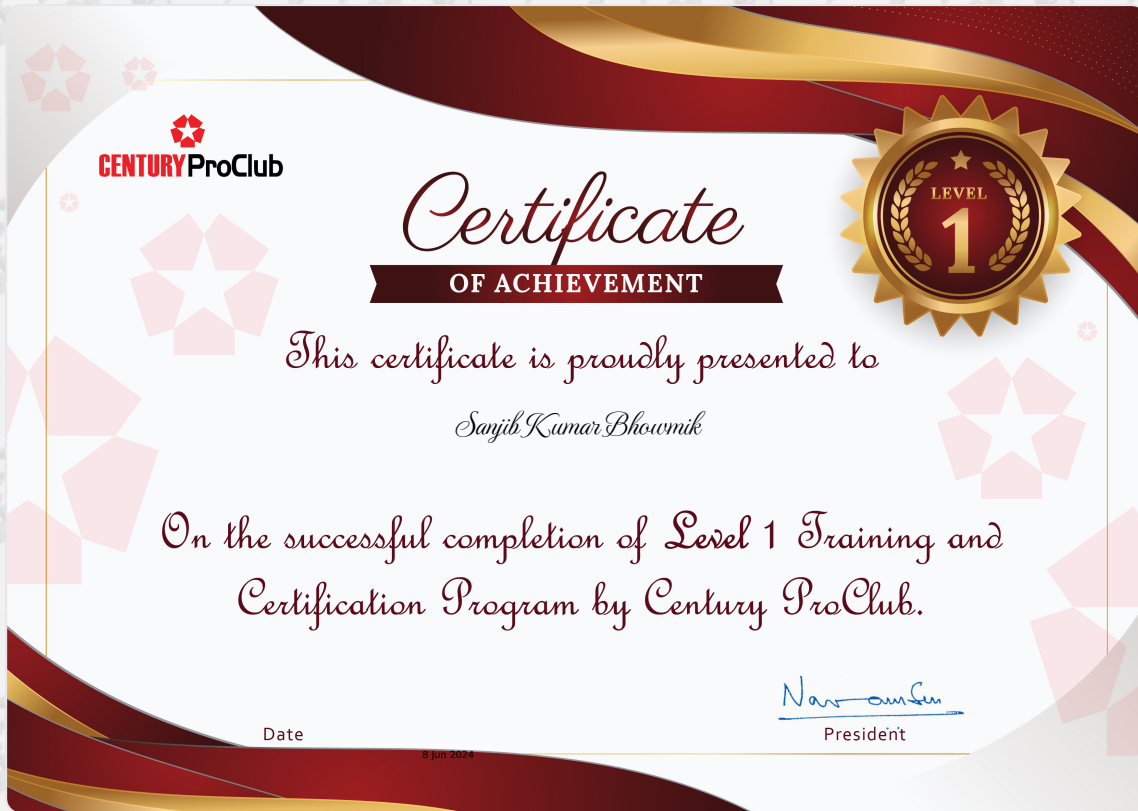 CENTURY ProClub
LEVEL
1
Certificate
OF ACHIEVEMENT
This certificate is proudly presented to
Sanjib Kumar Bhowmik
On the successful completion of Level 1 Training and
Certification Program by Century ProClub.
Date
President
8 Jun 2024